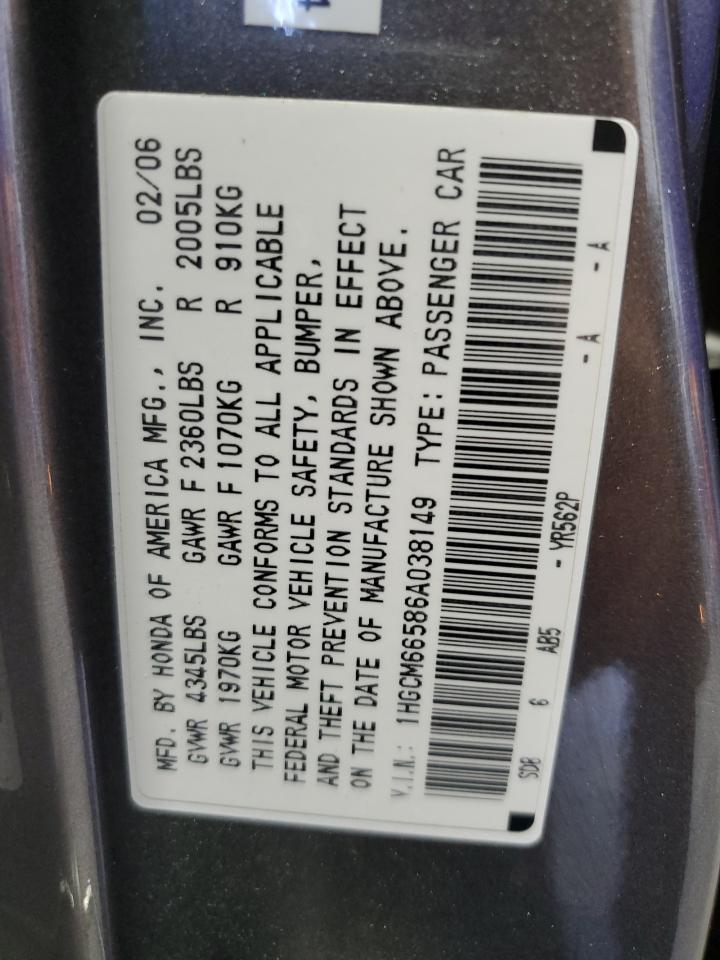 MFD. BY HONDA OF AMERICA MFG., INC. 02/06
GVWR 4345LBS GAWR F 2360LBS R 2005LBS
GVWR 1970KG GAWR F 1070KG R 910KG
THIS VEHICLE CONFORMS TO ALL APPLICABLE
FEDERAL MOTOR VEHICLE SAFETY, BUMPER,
AND THEFT PREVENTION STANDARDS IN EFFECT
ON THE DATE OF MANUFACTURE SHOWN ABOVE.
V.I.N.: 1HGCM66586A038149 TYPE: PASSENGER CAR
SDB 6 AB5 - YR562P - A - A